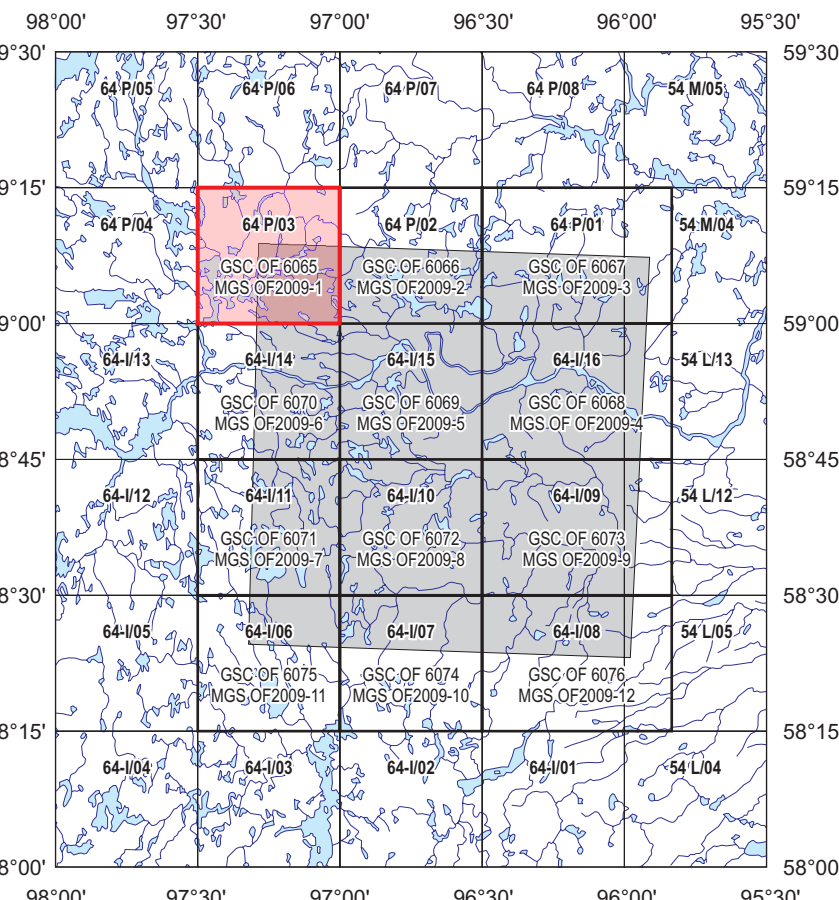 98°00' 97°30' 97°00' 96°30' 96°00' 95°30'
9°30' 59°30'
64 P/05 64 P/06 64 P/07 64 P/08 54 M/05
9°15' 59°15'
64 P/04 64 P/03 64 P/02 64 P/01 54 M/04
GSC OF 6065 GSC OF 6066 GSC OF 6067
MGS OF2009-1 MGS OF2009-2 MGS OF2009-3
9°00' 59°00'
64-I/13 64-I/14 64-I/15 64-I/16 54 L/13
GSC OF 6070 GSC OF 6069 GSC OF 6068
MGS OF2009-6 MGS OF2009-5 MGS OF OF2009-4
8°45' 58°45'
64-I/12 64-I/11 64-I/10 64-I/09 54 L/12
GSC OF 6071 GSC OF 6072 GSC OF 6073
MGS OF2009-7 MGS OF2009-8 MGS OF2009-9
8°30' 58°30'
64-I/05 64-I/06 64-I/07 64-I/08 54 L/05
GSC OF 6075 GSC OF 6074 GSC OF 6076
MGS OF2009-11 MGS OF2009-10 MGS OF2009-12
8°15' 58°15'
64-I/04 64-I/03 64-I/02 64-I/01 54 L/04
8°00' 58°00'
98°00' 97°30' 97°00' 96°30' 96°00' 95°30'